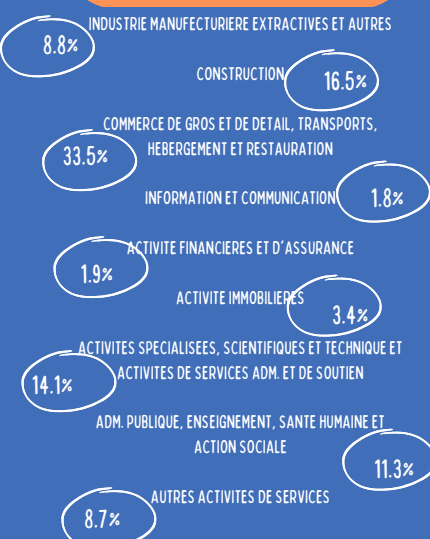 INDUSTRIE MANUFECTURIERE EXTRACTIVES ET AUTRES
8.8%
CONSTRUCTION
16.5%
COMMERCE DE GROS ET DE DETAIL, TRANSPORTS,
HEBERGEMENT ET RESTAURATION
33.5%
INFORMATION ET COMMUNICATION
1.8%
ACTIVITE FINANCIERES ET D'ASSURANCE
1.9%
ACTIVITE IMMOBILIERES
3.4%
ACTIVITES SPECIALISEES, SCIENTIFIQUES ET TECHNIQUE ET
ACTIVITES DE SERVICES ADM. ET DE SOUTIEN
14.1%
ADM. PUBLIQUE, ENSEIGNEMENT, SANTE HUMAINE ET
ACTION SOCIALE
11.3%
AUTRES ACTIVITES DE SERVICES
8.7%